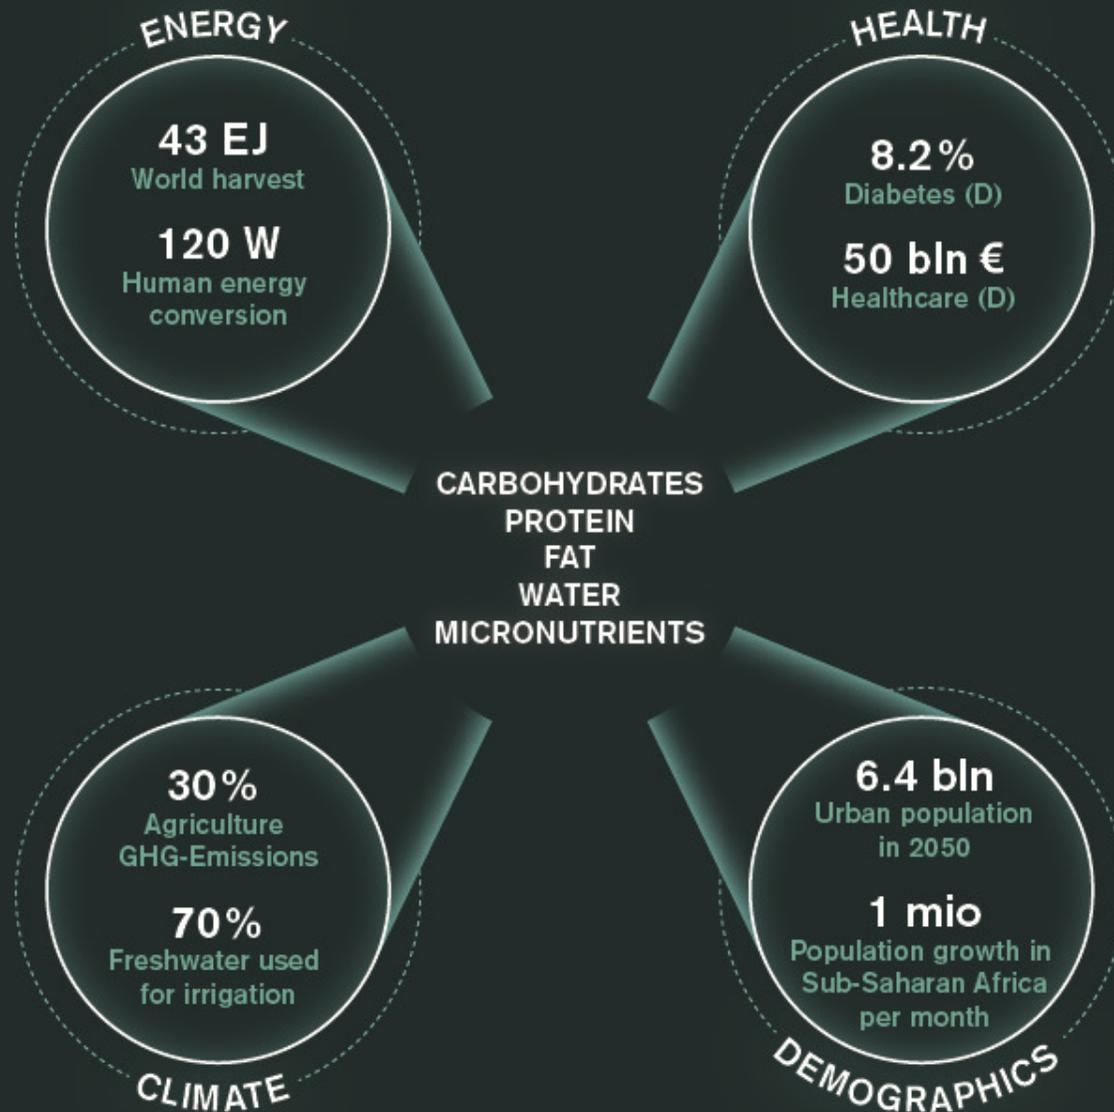 ENERGY
43 EJ
World harvest
120 W
Human energy
conversion
HEALTH
8.2%
Diabetes (D)
50 bln €
Healthcare (D)
CARBOHYDRATES
PROTEIN
FAT
WATER
MICRONUTRIENTS
30%
Agriculture
GHG-Emissions
70%
Freshwater used
for irrigation
CLIMATE
6.4 bln
Urban population
in 2050
1 mio
Population growth in
Sub-Saharan Africa
per month
DEMOGRAPHICS